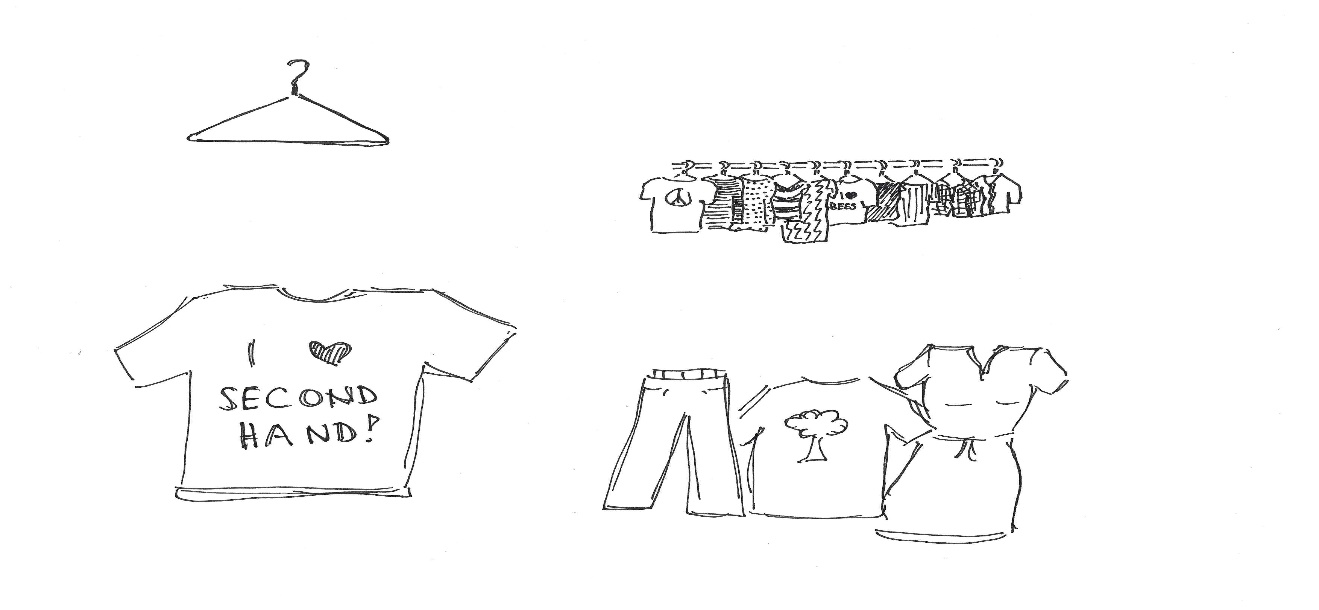 I ♥
SECOND
HAND!
I ♥
BEES